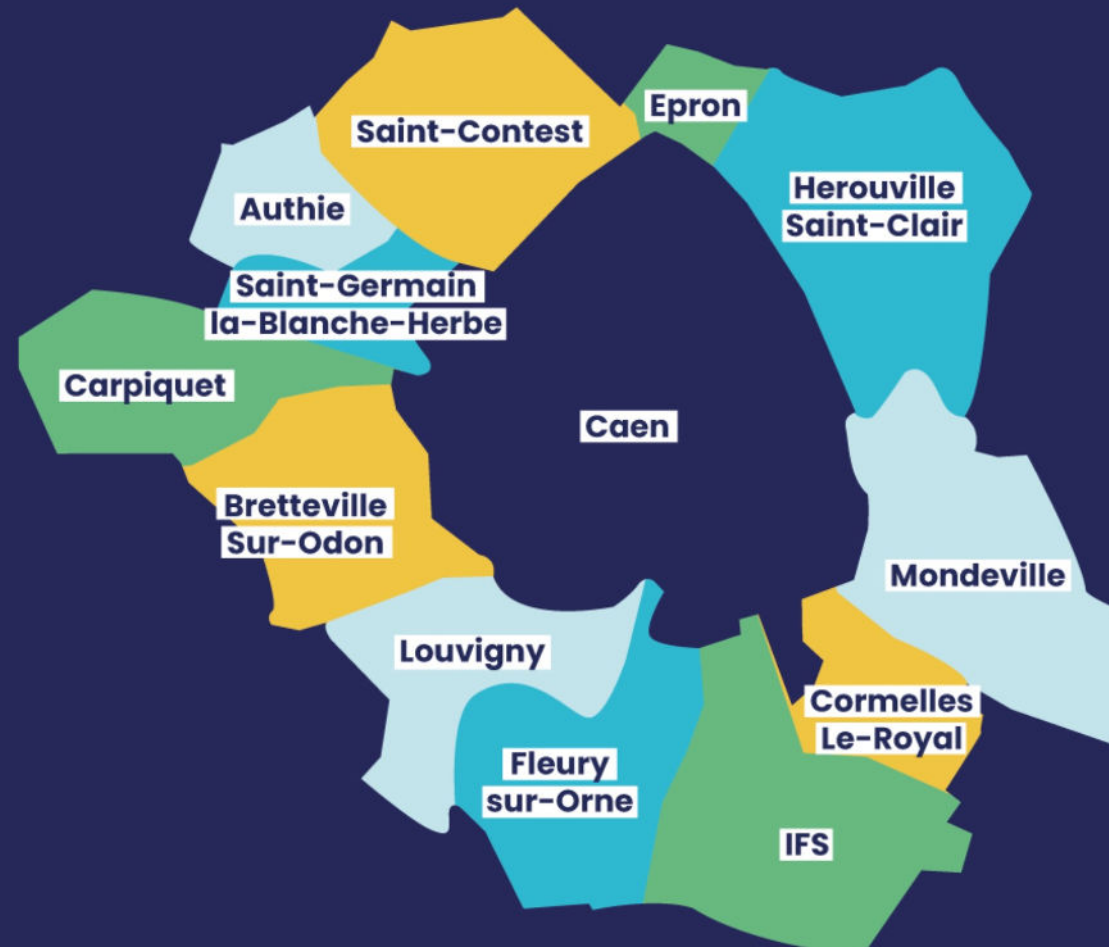 Saint-Contest
Epron
Herouville
Saint-Clair
Authie
Saint-Germain
la-Blanche-Herbe
Carpiquet
Caen
Bretteville
Sur-Odon
Mondeville
Louvigny
Cormelles
Le-Royal
Fleury
sur-Orne
IFS